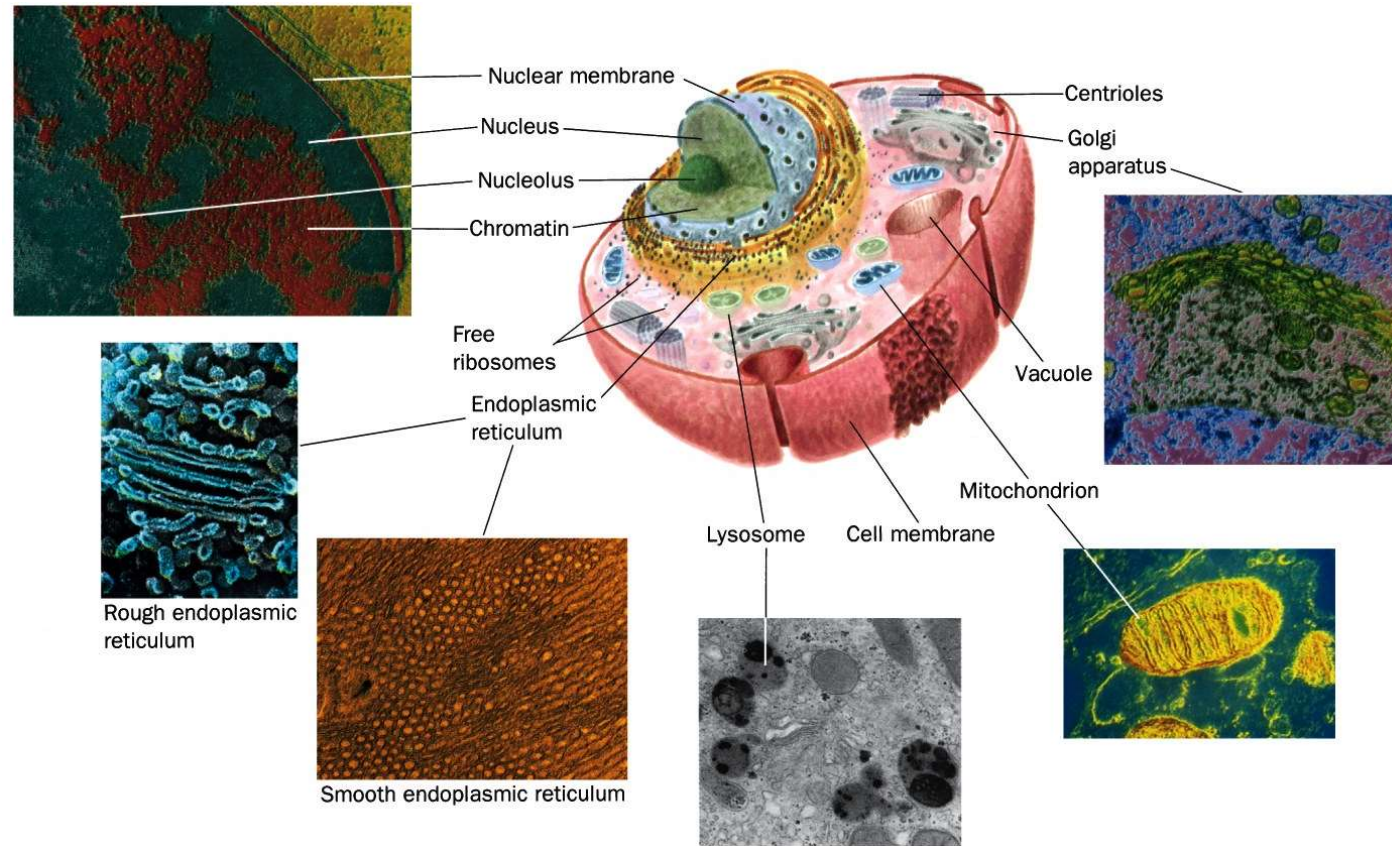 Nuclear membrane
Nucleus
Nucleolus
Chromatin
Free
ribosomes
Endoplasmic
reticulum
Rough endoplasmic
reticulum
Smooth endoplasmic reticulum
Lysosome
Cell membrane
Mitochondrion
Vacuole
Centrioles
Golgi
apparatus